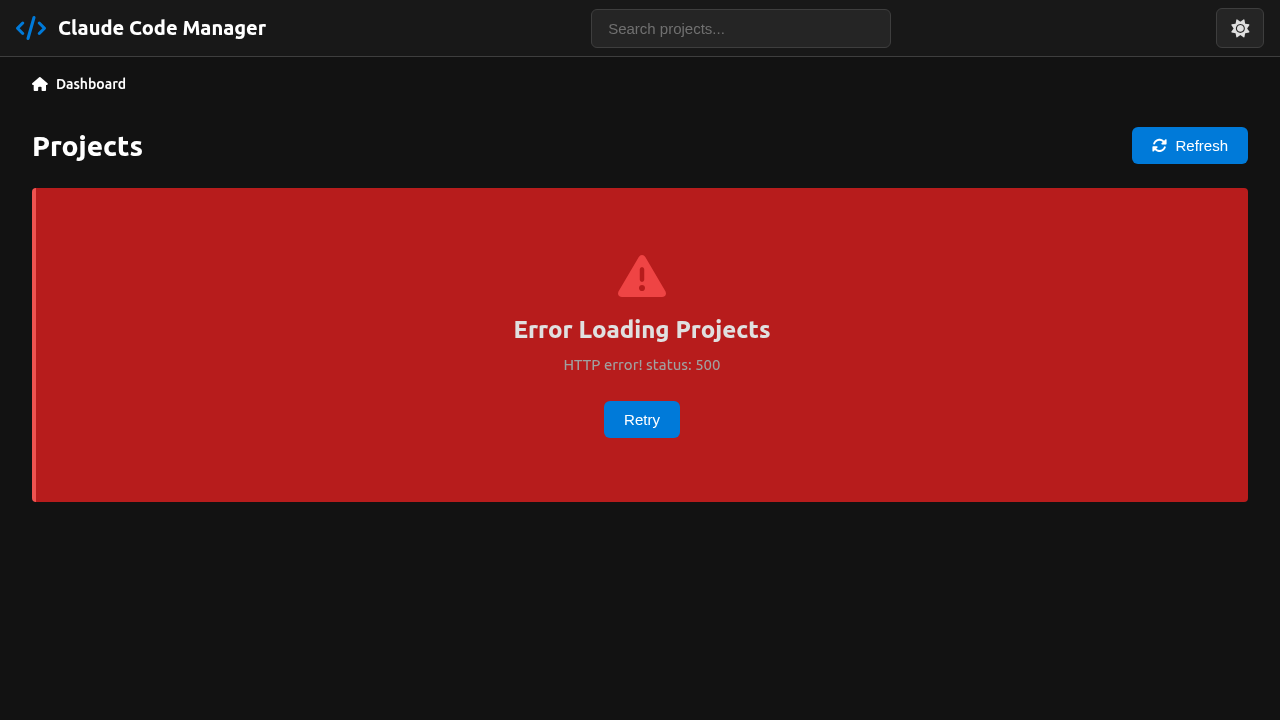 Claude Code Manager
Search projects...
Dashboard
Projects
Refresh
Error Loading Projects
HTTP error! status: 500
Retry